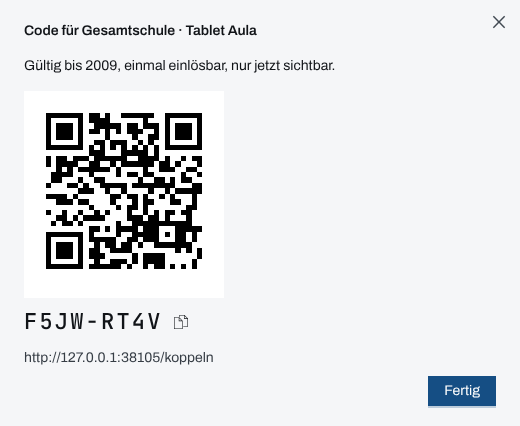 Code für Gesamtschule · Tablet Aula
Gültig bis 2009, einmal einlösbar, nur jetzt sichtbar.
F5JW-RT4V
http://127.0.0.1:38105/koppeln
Fertig